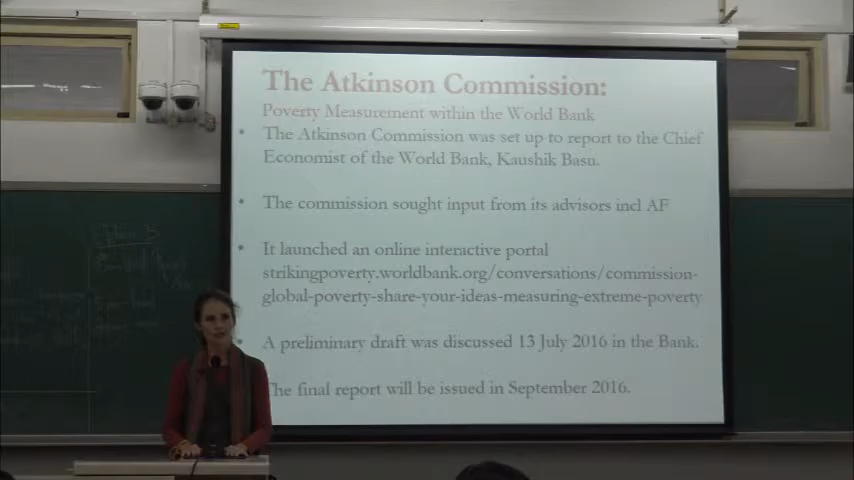 The Atkinson Commission:
Poverty Measurement within the World Bank
• The Atkinson Commission was set up to report to the Chief
Economist of the World Bank, Kaushik Basu.
• The commission sought input from its advisors incl AF
• It launched an online interactive portal
strikingpoverty.worldbank.org/conversations/commission-
global-poverty-share-your-ideas-measuring-extreme-poverty
• A preliminary draft was discussed 13 July 2016 in the Bank.
The final report will be issued in September 2016.